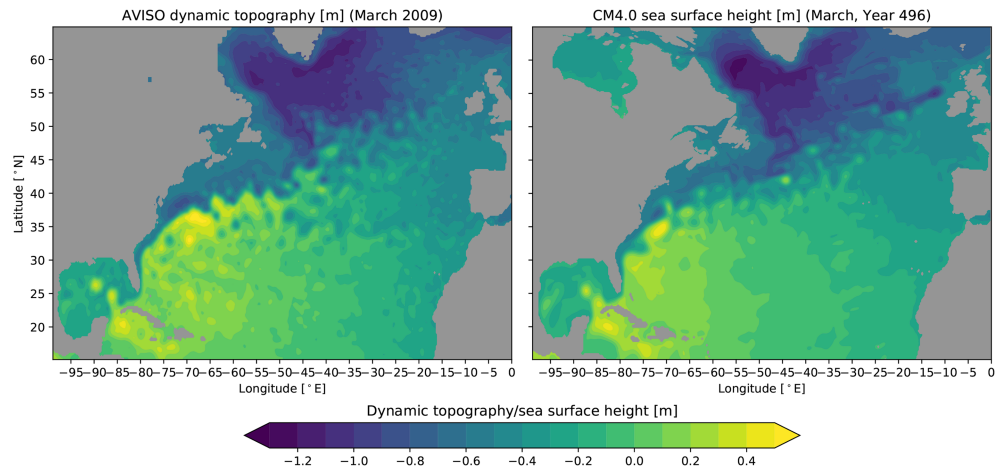 AVISO dynamic topography [m] (March 2009)
CM4.0 sea surface height [m] (March, Year 496)
60
55
50
45
40
35
30
25
20
Latitude [°N]
−95−90−85−80−75−70−65−60−55−50−45−40−35−30−25−20−15−10 −5 0
−95−90−85−80−75−70−65−60−55−50−45−40−35−30−25−20−15−10 −5 0
Longitude [°E]
Longitude [°E]
Dynamic topography/sea surface height [m]
−1.2 −1.0 −0.8 −0.6 −0.4 −0.2 0.0 0.2 0.4